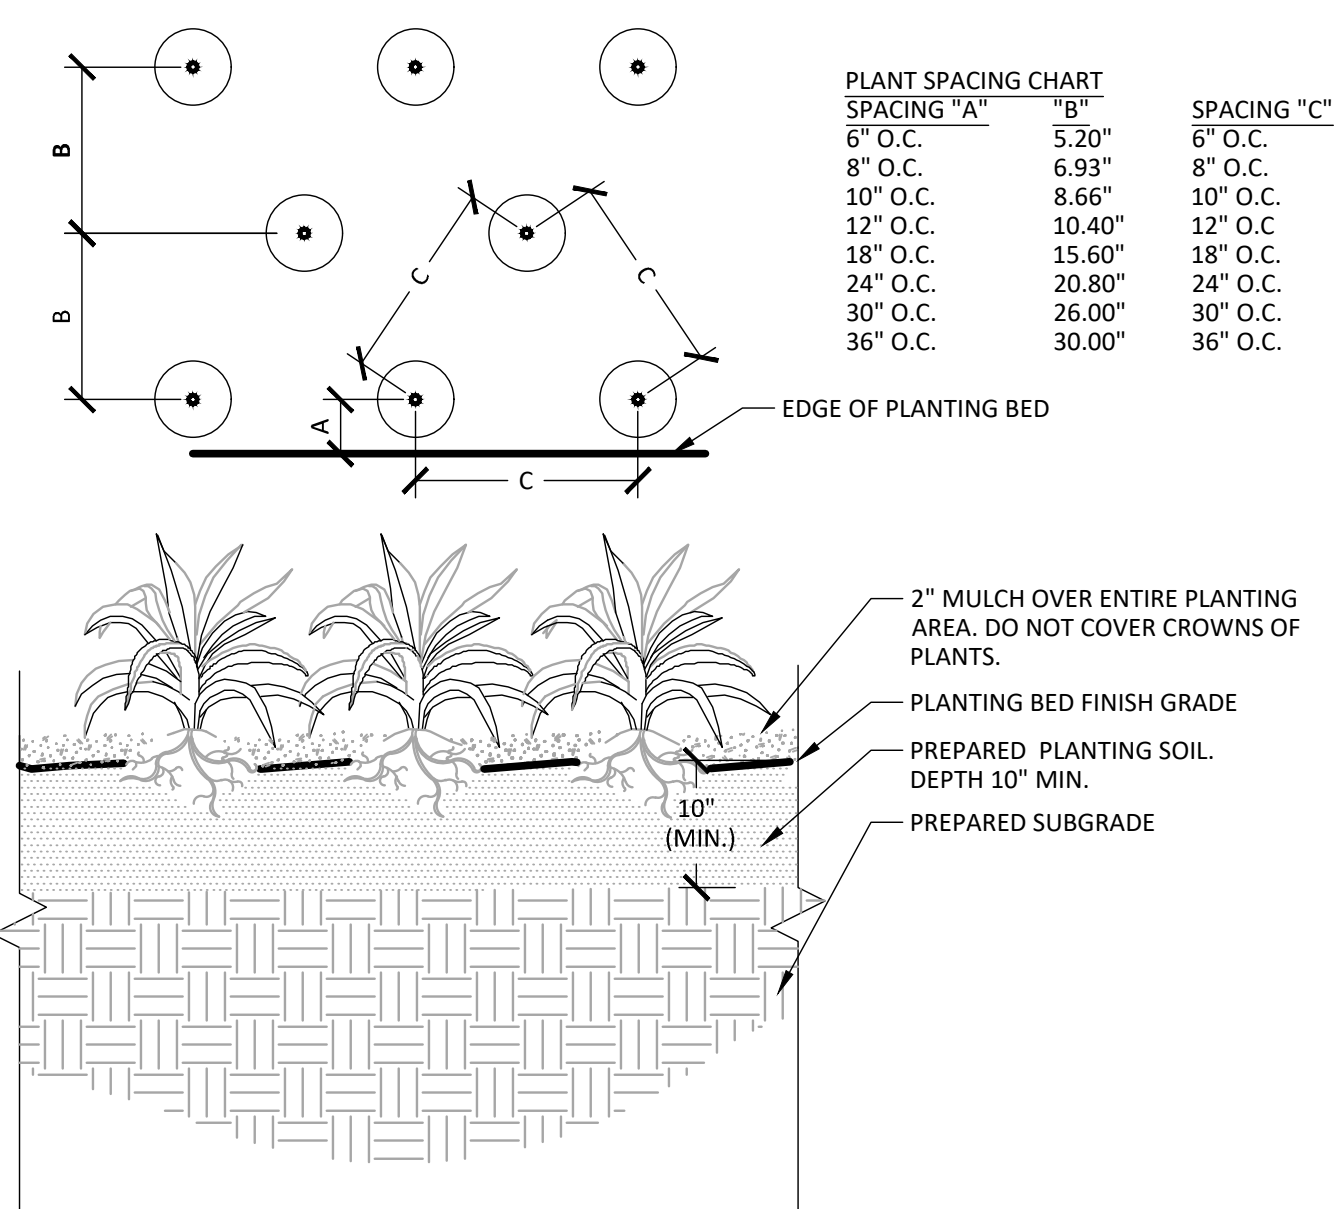 PLANT SPACING CHART
SPACING "A" "B" SPACING "C"
6" O.C. 5.20" 6" O.C.
8" O.C. 6.93" 8" O.C.
10" O.C. 8.66" 10" O.C.
12" O.C. 10.40" 12" O.C
18" O.C. 15.60" 18" O.C.
24" O.C. 20.80" 24" O.C.
30" O.C. 26.00" 30" O.C.
36" O.C. 30.00" 36" O.C.
B
B
C
C
A
C
EDGE OF PLANTING BED
2" MULCH OVER ENTIRE PLANTING
AREA. DO NOT COVER CROWNS OF
PLANTS.
PLANTING BED FINISH GRADE
PREPARED PLANTING SOIL.
DEPTH 10" MIN.
10"
(MIN.)
PREPARED SUBGRADE